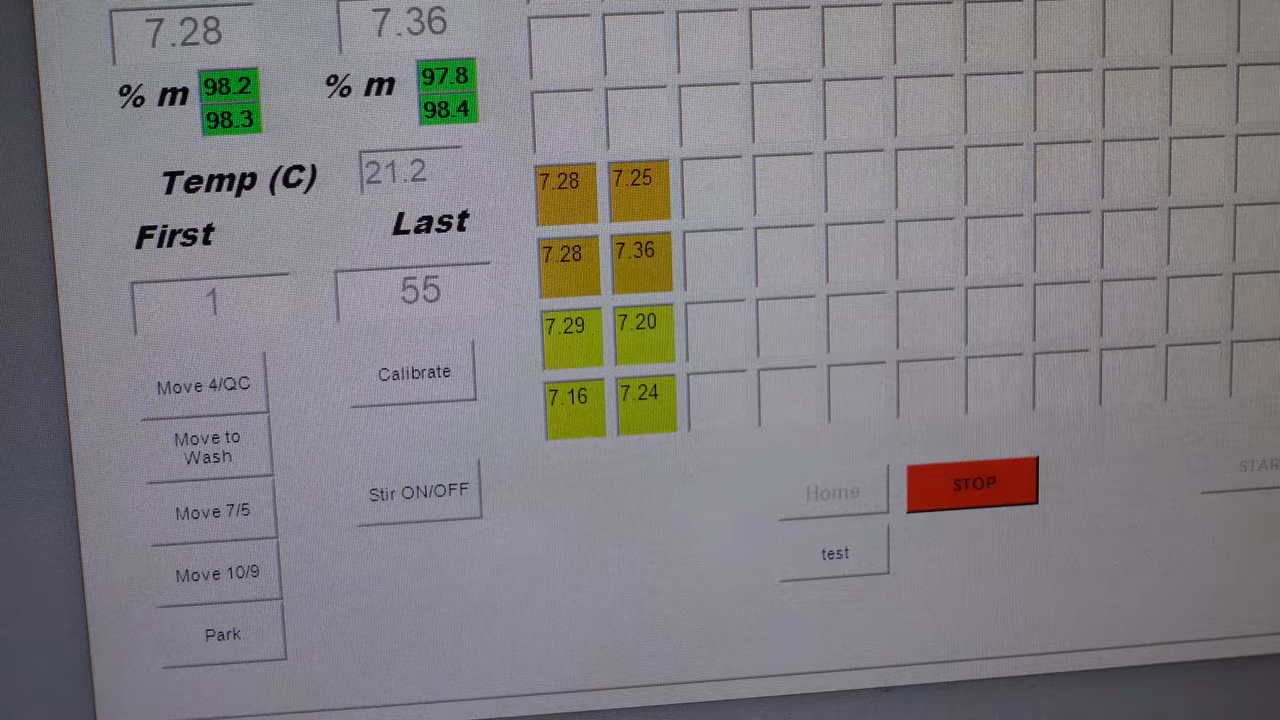 7.28 7.36
% m 98.2 % m 97.8
98.3 98.4
Temp (C) 21.2
First Last
1 55
7.28 7.25
7.28 7.36
7.29 7.20
7.16 7.24
Move 4/QC Calibrate
Move to
Wash
Move 7/5 Stir ON/OFF
Move 10/9
Park
Home STOP
test